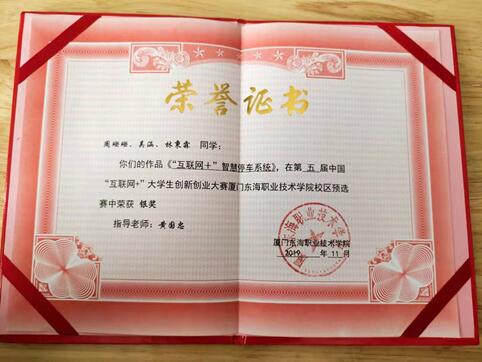 荣誉证书
周姗姗、吴涵、林秉霖 同学：
你们的作品《“互联网＋”智慧停车系统》，在第 五 届中国
“互联网+”大学生创新创业大赛厦门东海职业技术学院校区预选
赛中荣获 银奖
指导老师：黄国忠
厦门东海职业技术学院
2019 年 11 月